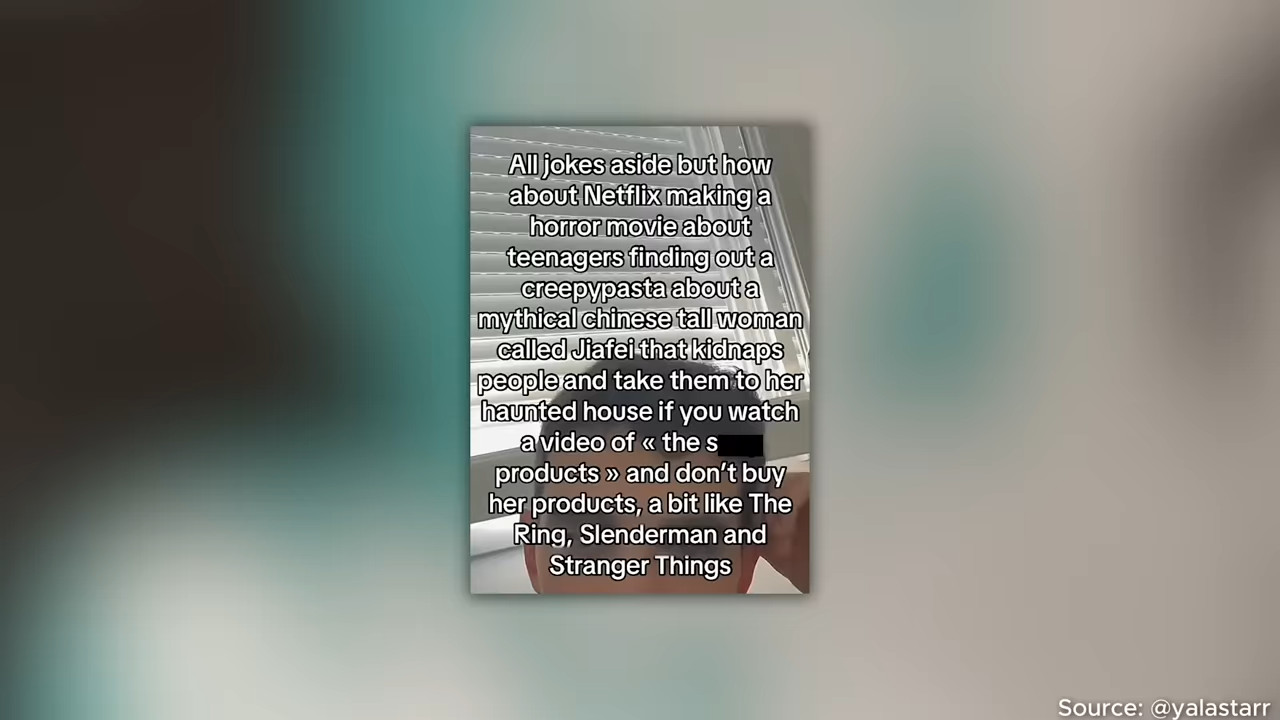 All jokes aside but how
about Netflix making a
horror movie about
teenagers finding out a
creepypasta about a
mythical chinese tall woman
called Jiafei that kidnaps
people and take them to her
haunted house if you watch
a video of « the s
products » and don't buy
her products, a bit like The
Ring, Slenderman and
Stranger Things
Source: @yalastarr